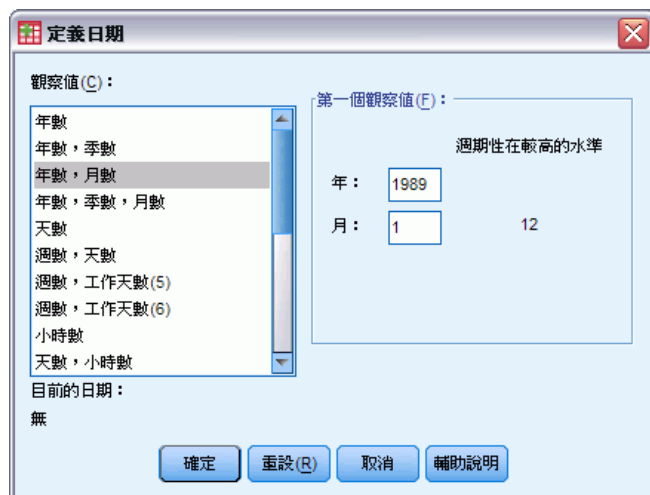 定義日期
觀察值(C)：
年數
年數，季數
年數，月數
年數，季數，月數
天數
週數，天數
週數，工作天數(5)
週數，工作天數(6)
小時數
天數，小時數
目前的日期：
無
第一個觀察值(F)：
週期性在較高的水準
年： 1989
月： 1 12
確定 重設(R) 取消 輔助說明